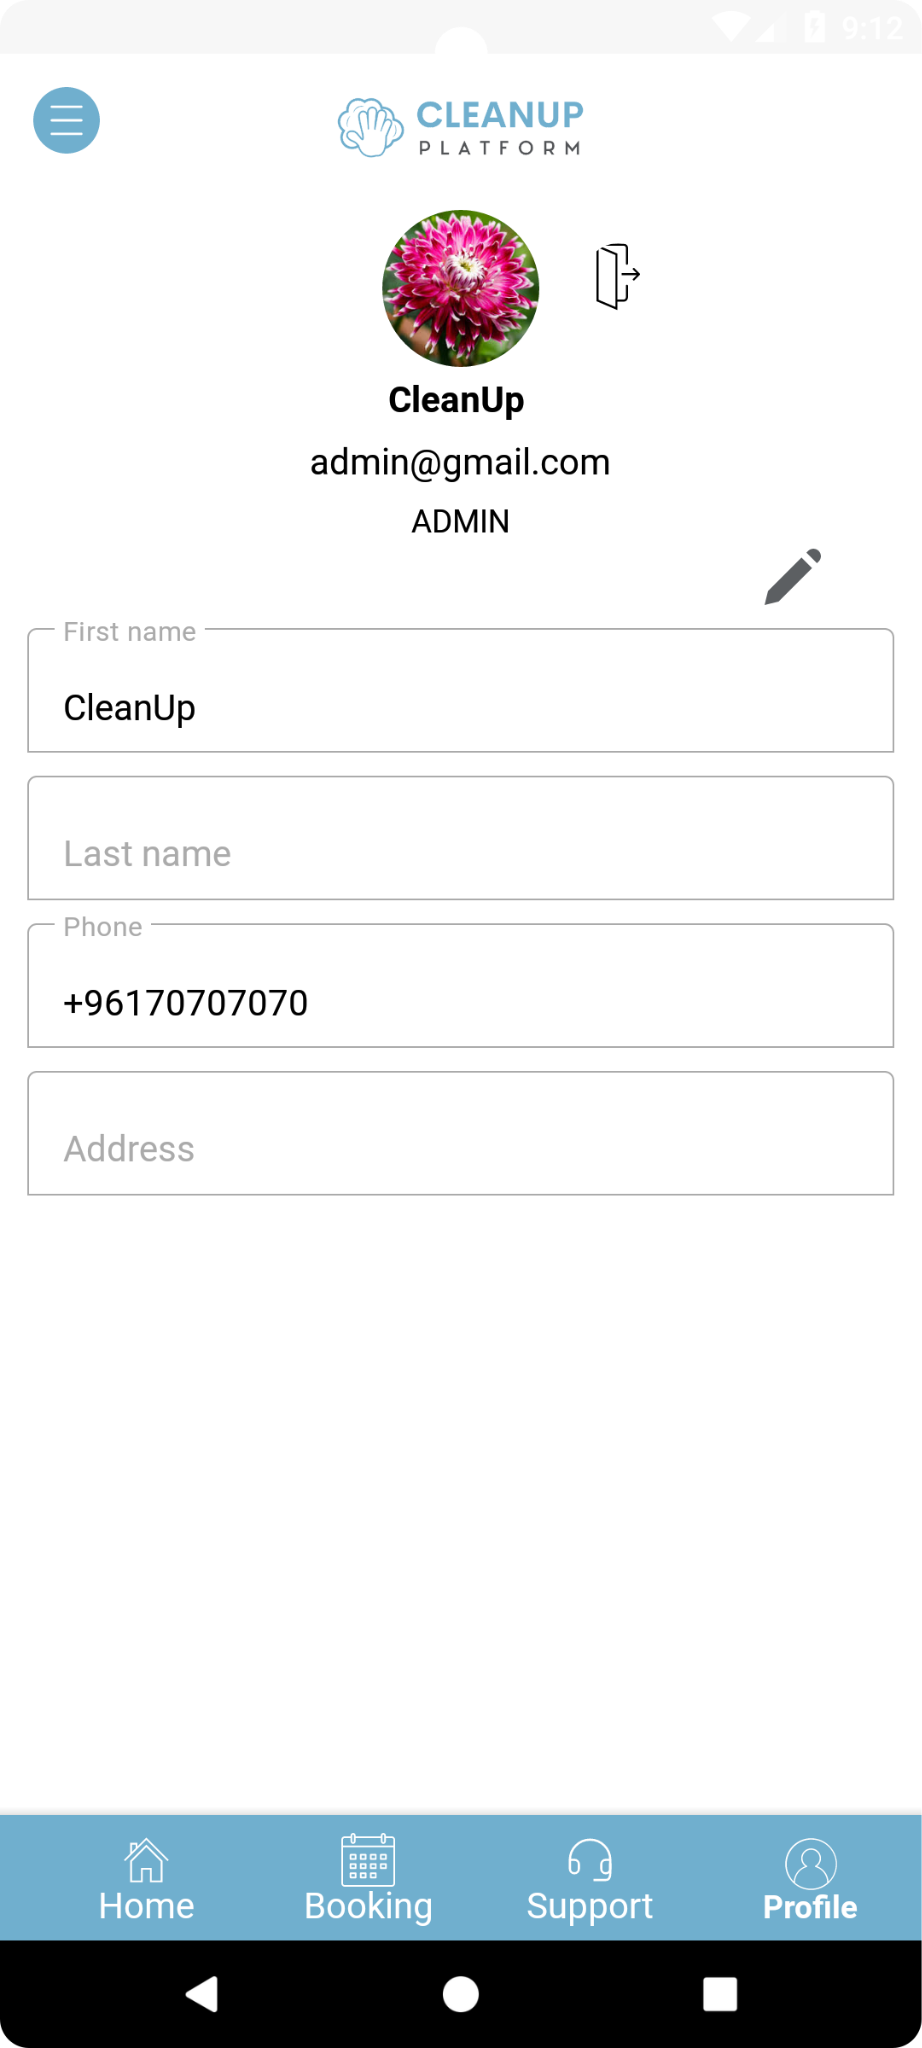 9:12
CLEANUP
PLATFORM
CleanUp
admin@gmail.com
ADMIN
First name
CleanUp
Last name
Phone
+96170707070
Address
Home
Booking
Support
Profile